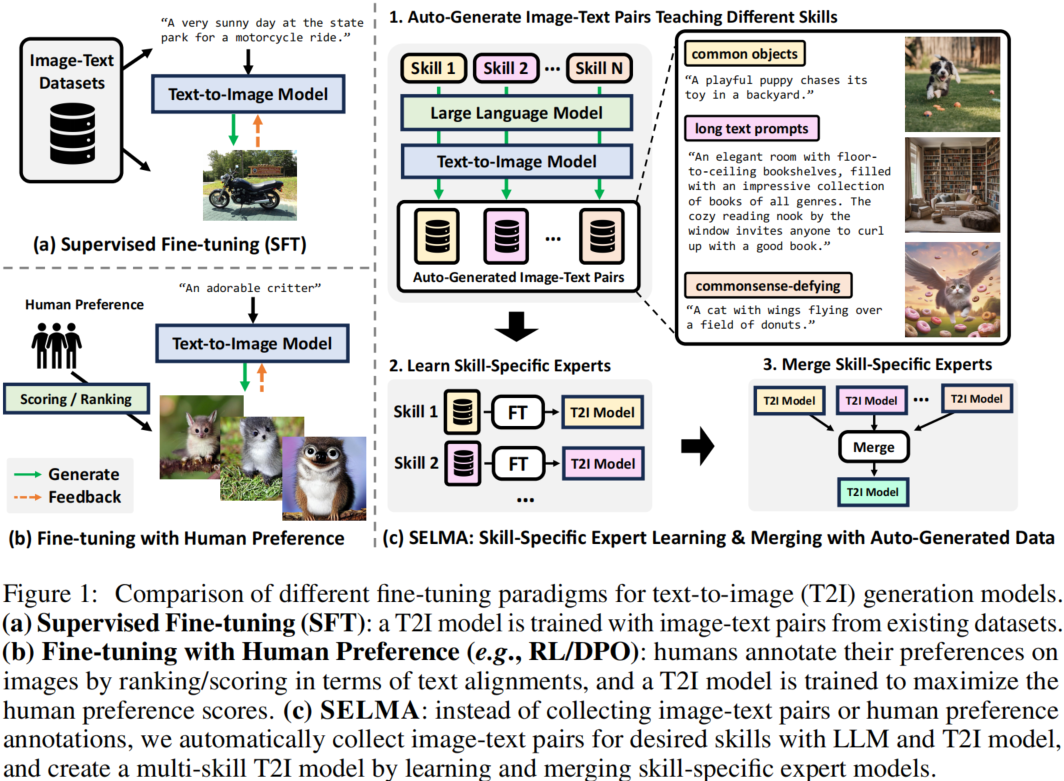 Image-Text
Datasets
“A very sunny day at the state
park for a motorcycle ride.”
Text-to-Image Model
(a) Supervised Fine-tuning (SFT)
Human Preference
Scoring / Ranking
“An adorable critter”
Text-to-Image Model
Generate
Feedback
(b) Fine-tuning with Human Preference
1. Auto-Generate Image-Text Pairs Teaching Different Skills
Skill 1
Skill 2
...
Skill N
Large Language Model
Text-to-Image Model
...
Auto-Generated Image-Text Pairs
common objects
“A playful puppy chases its
toy in a backyard.”
long text prompts
“An elegant room with floor-
to-ceiling bookshelves, filled
with an impressive collection
of books of all genres. The
cozy reading nook by the
window invites anyone to curl
up with a good book.”
commonsense-defying
“A cat with wings flying over
a field of donuts.”
2. Learn Skill-Specific Experts
Skill 1
FT
T2I Model
Skill 2
FT
T2I Model
...
3. Merge Skill-Specific Experts
T2I Model
T2I Model
...
T2I Model
Merge
T2I Model
(c) SELMA: Skill-Specific Expert Learning & Merging with Auto-Generated Data
Figure 1: Comparison of different fine-tuning paradigms for text-to-image (T2I) generation models.
(a) Supervised Fine-tuning (SFT): a T2I model is trained with image-text pairs from existing datasets.
(b) Fine-tuning with Human Preference (e.g., RL/DPO): humans annotate their preferences on
images by ranking/scoring in terms of text alignments, and a T2I model is trained to maximize the
human preference scores. (c) SELMA: instead of collecting image-text pairs or human preference
annotations, we automatically collect image-text pairs for desired skills with LLM and T2I model,
and create a multi-skill T2I model by learning and merging skill-specific expert models.